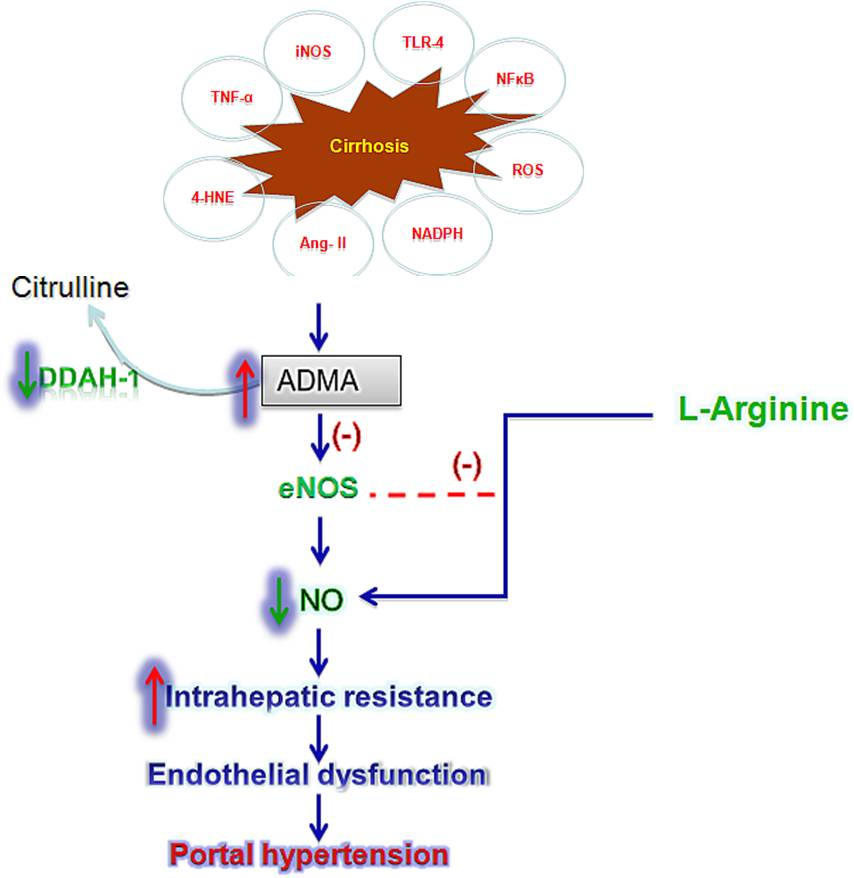 iNOS
TLR-4
TNF-α
NFκB
Cirrhosis
4-HNE
ROS
Ang- II
NADPH
Citrulline
DDAH-1
ADMA
L-Arginine
(-)
(-)
eNOS
NO
Intrahepatic resistance
Endothelial dysfunction
Portal hypertension